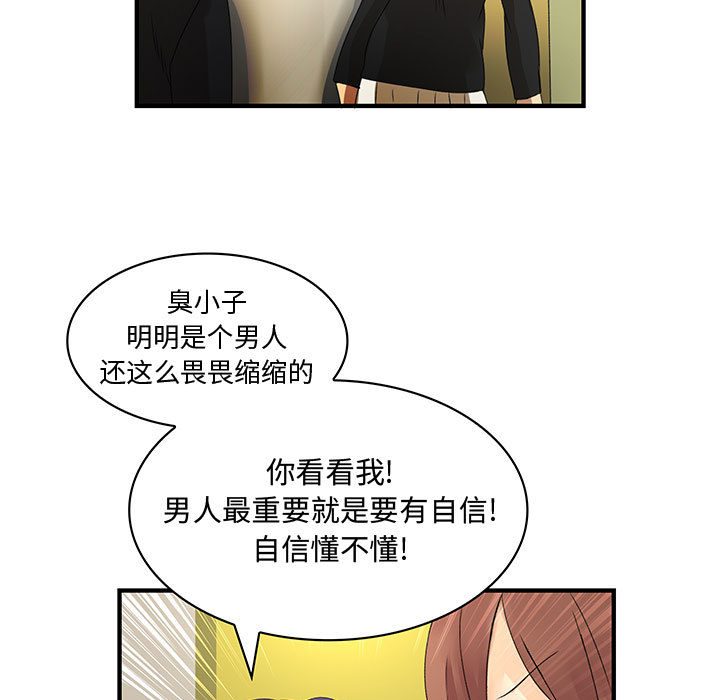 臭小子
明明是个男人
还这么畏畏缩缩的
你看看我!
男人最重要就是要有自信!
自信懂不懂!